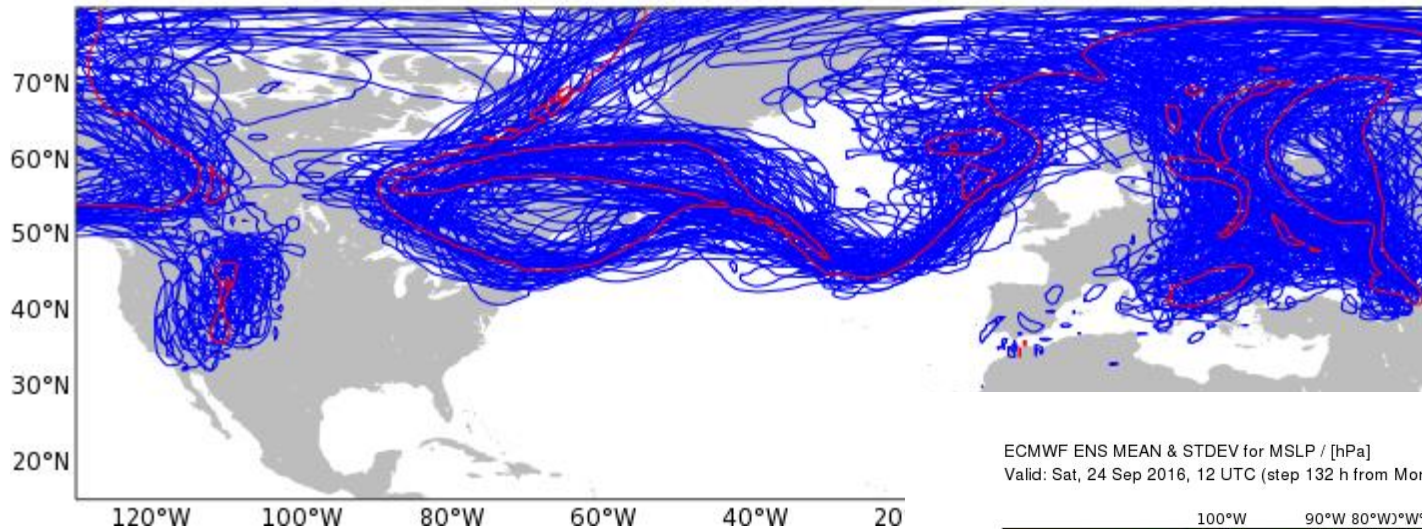 70°N
60°N
50°N
40°N
30°N
20°N
120°W 100°W 80°W 60°W 40°W 20
ECMWF ENS MEAN & STDEV for MSLP / [hPa]
Valid: Sat, 24 Sep 2016, 12 UTC (step 132 h from Mor
100°W 90°W 80°W